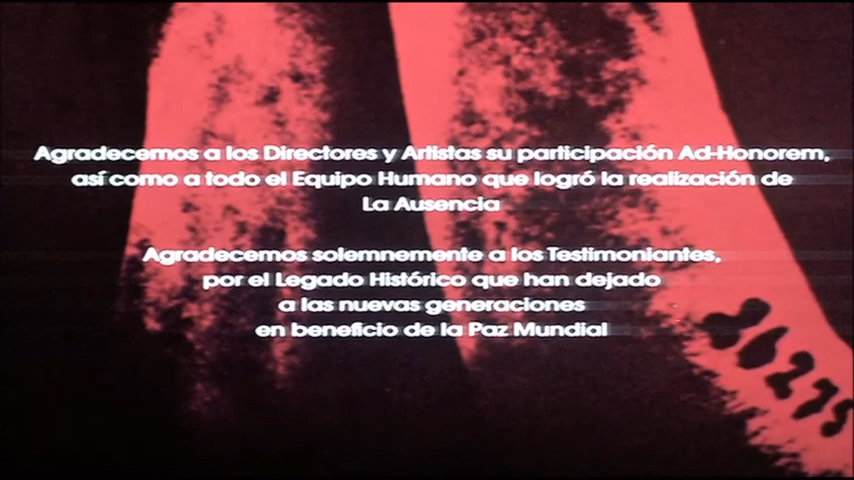 Agradecemos a los Directores y Artistas su participación Ad-Honorem,
así como a todo el Equipo Humano que logró la realización de
La Ausencia
Agradecemos solemnemente a los Testimoniantes,
por el Legado Histórico que han dejado
a las nuevas generaciones
en beneficio de la Paz Mundial
86275